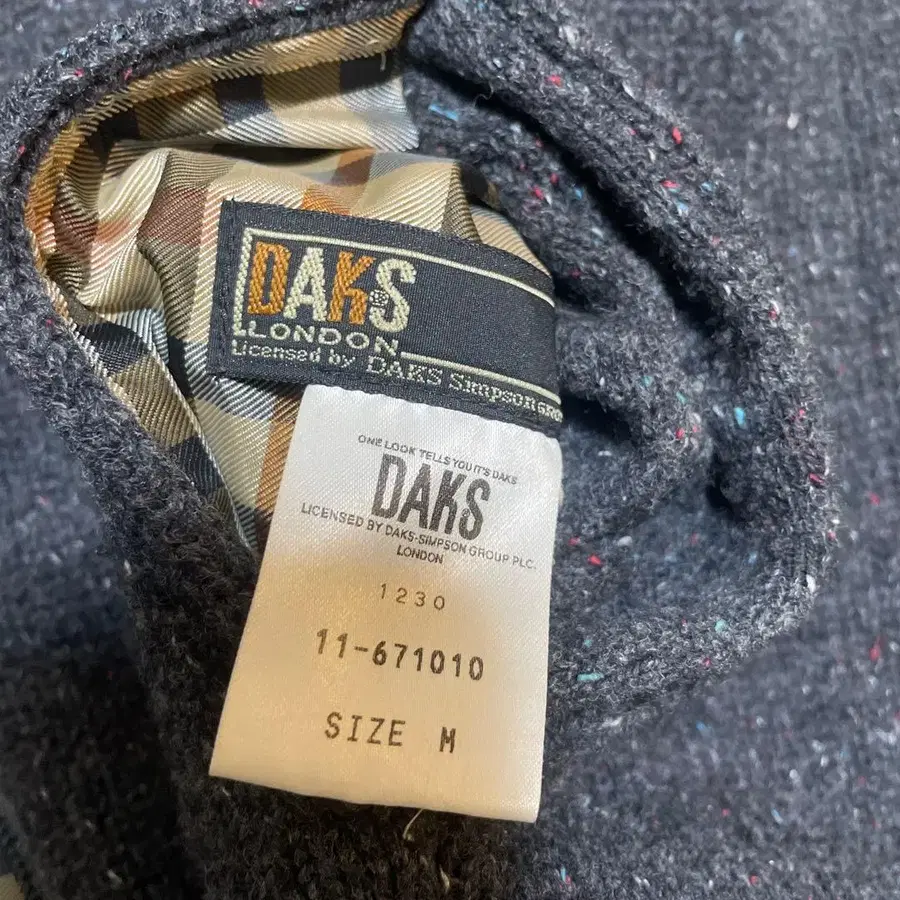 DAKS
LONDON
Licensed by DAKS Simpson GRO
ONE LOOK TELLS YOU IT'S DAKS
DAKS
LICENSED BY DAKS-SIMPSON GROUP PLC.
LONDON
1230
11-671010
SIZE M